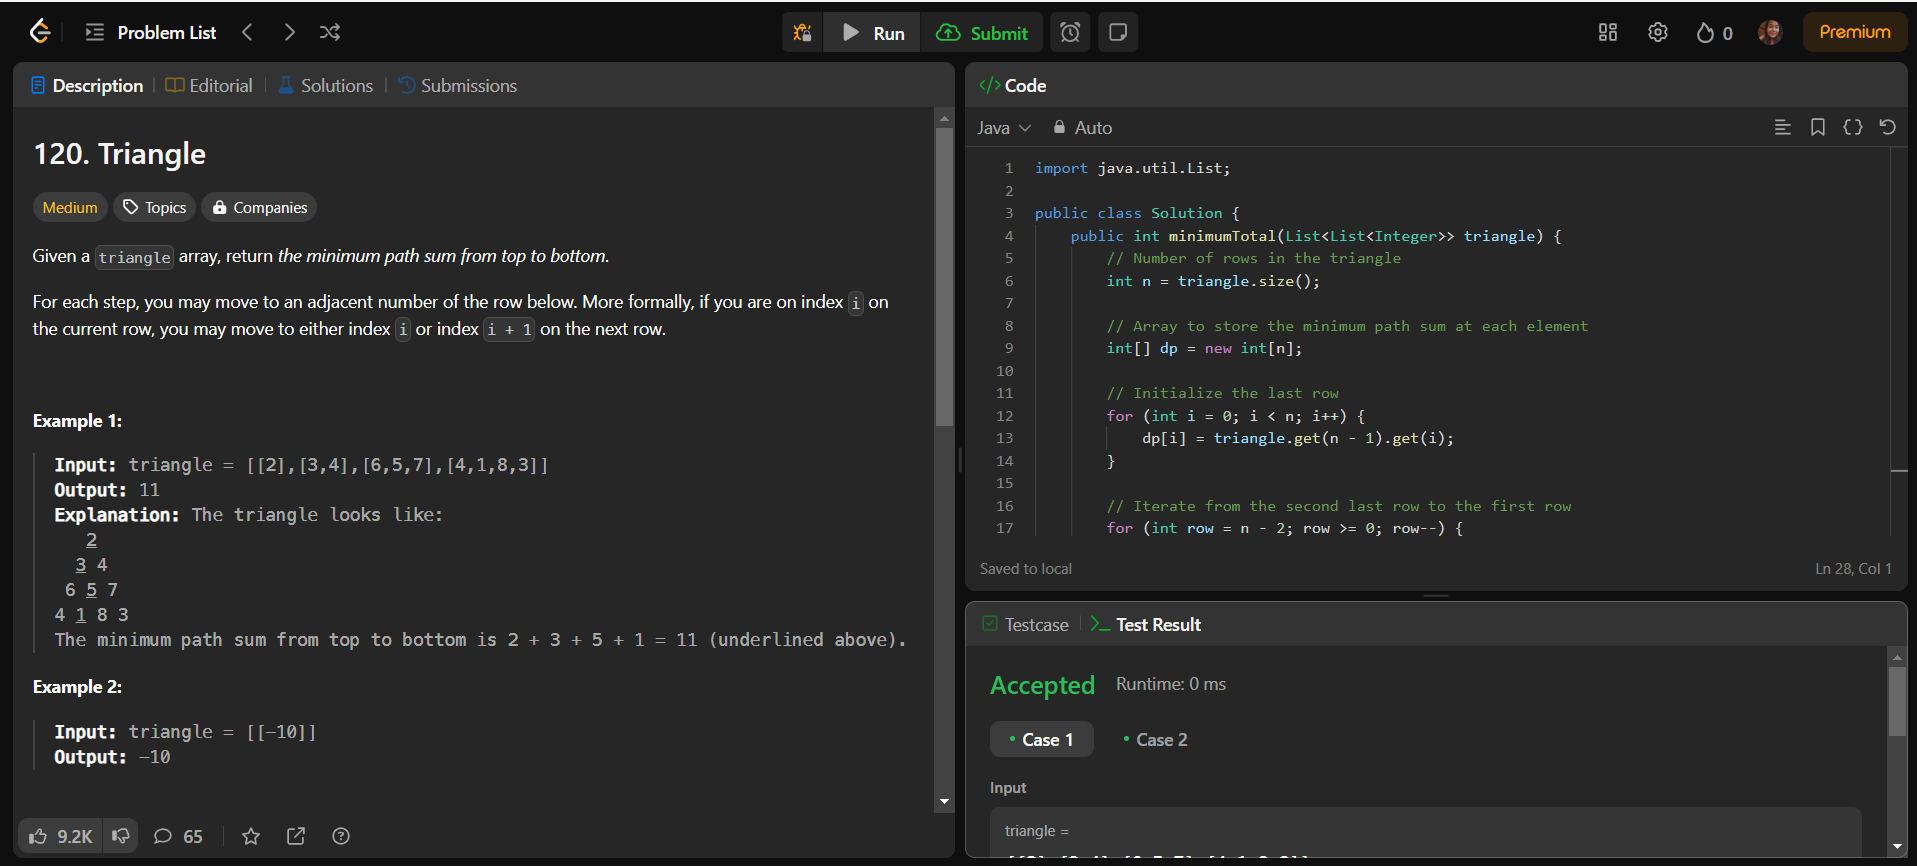 Problem List
Run
Submit
0
Premium
Description
Editorial
Solutions
Submissions
120. Triangle
Medium
Topics
Companies
Given a triangle array, return the minimum path sum from top to bottom.
For each step, you may move to an adjacent number of the row below. More formally, if you are on index i on
the current row, you may move to either index i or index i + 1 on the next row.
Example 1:
Input: triangle = [[2],[3,4],[6,5,7],[4,1,8,3]]
Output: 11
Explanation: The triangle looks like:
2
3 4
6 5 7
4 1 8 3
The minimum path sum from top to bottom is 2 + 3 + 5 + 1 = 11 (underlined above).
Example 2:
Input: triangle = [[-10]]
Output: -10
9.2K
65
</> Code
Java
Auto
1 import java.util.List;
2
3 public class Solution {
4 public int minimumTotal(List<List<Integer>> triangle) {
5 // Number of rows in the triangle
6 int n = triangle.size();
7
8 // Array to store the minimum path sum at each element
9 int[] dp = new int[n];
10
11 // Initialize the last row
12 for (int i = 0; i < n; i++) {
13 dp[i] = triangle.get(n - 1).get(i);
14 }
15
16 // Iterate from the second last row to the first row
17 for (int row = n - 2; row >= 0; row--) {
Saved to local
Ln 28, Col 1
Testcase
Test Result
Accepted
Runtime: 0 ms
Case 1
Case 2
Input
triangle =